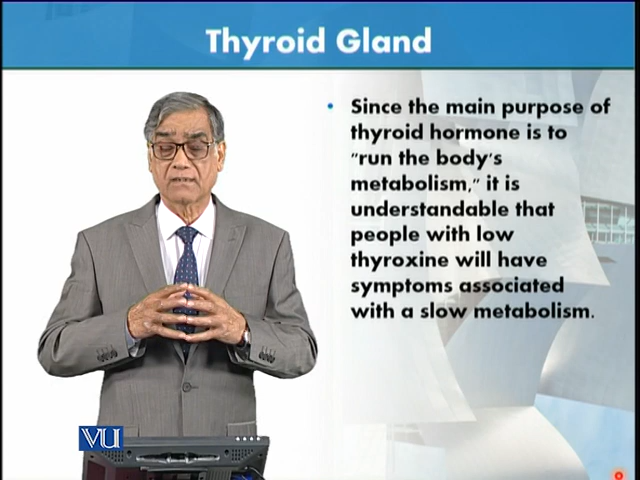 Thyroid Gland
• Since the main purpose of
thyroid hormone is to
"run the body's
metabolism," it is
understandable that
people with low
thyroxine will have
symptoms associated
with a slow metabolism.
VU